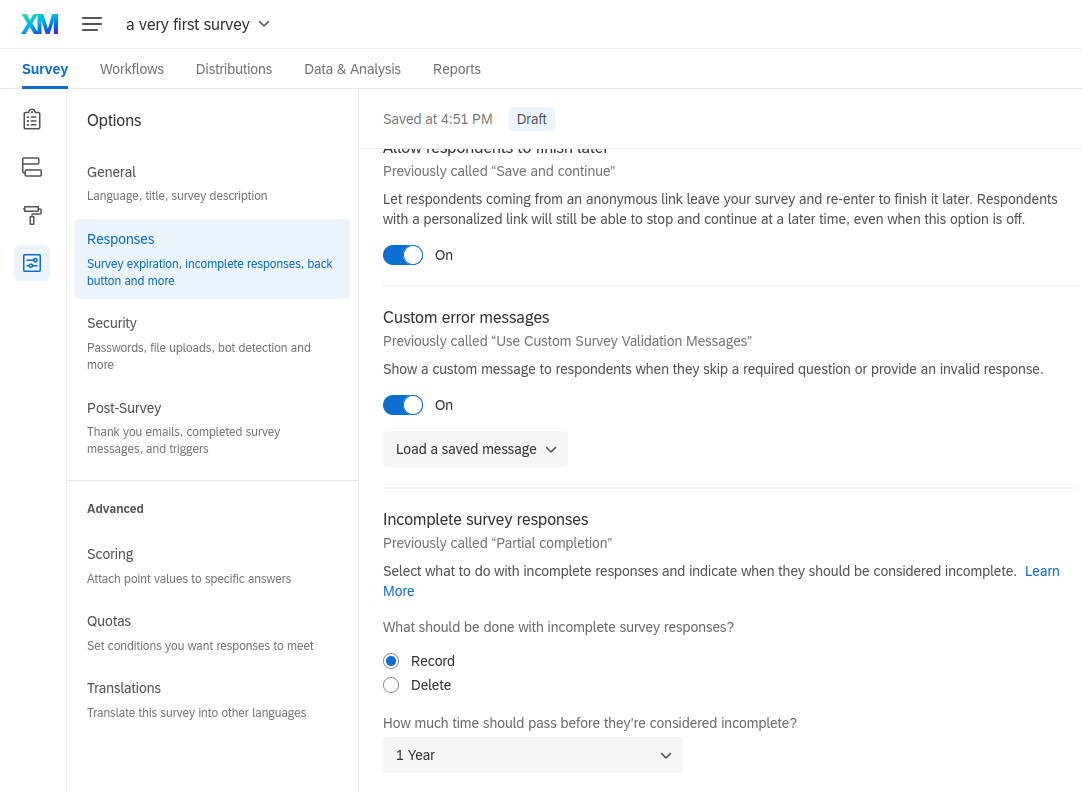 XM
a very first survey
Survey
Workflows
Distributions
Data & Analysis
Reports
Options
General
Language, title, survey description
Responses
Survey expiration, incomplete responses, back
button and more
Security
Passwords, file uploads, bot detection and
more
Post-Survey
Thank you emails, completed survey
messages, and triggers
Advanced
Scoring
Attach point values to specific answers
Quotas
Set conditions you want responses to meet
Translations
Translate this survey into other languages
Saved at 4:51 PM
Draft
Allow respondents to finish later
Previously called “Save and continue”
Let respondents coming from an anonymous link leave your survey and re-enter to finish it later. Respondents
with a personalized link will still be able to stop and continue at a later time, even when this option is off.
On
Custom error messages
Previously called “Use Custom Survey Validation Messages”
Show a custom message to respondents when they skip a required question or provide an invalid response.
On
Load a saved message
Incomplete survey responses
Previously called “Partial completion”
Select what to do with incomplete responses and indicate when they should be considered incomplete. Learn
More
What should be done with incomplete survey responses?
Record
Delete
How much time should pass before they’re considered incomplete?
1 Year